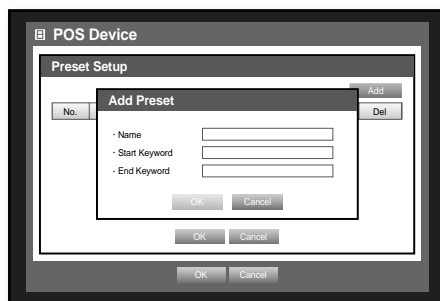 POS Device
Preset Setup
Add
No.
Del
Add Preset
· Name
· Start Keyword
· End Keyword
OK Cancel
OK Cancel
OK Cancel